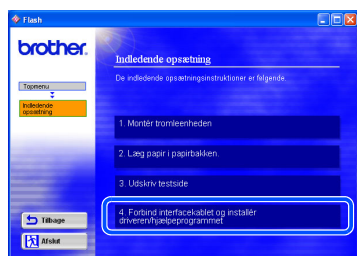 Flash
brother
Topmenu
Indledende
opsætning
Tilbage
Afslut
Indledende opsætning
De indledende opsætningsinstruktioner er følgende.
1. Montér tromleenheden
2. Læg papir i papirbakken.
3. Udskriv testside
4. Forbind interfacekablet og installér
driveren/hjælpeprogrammet